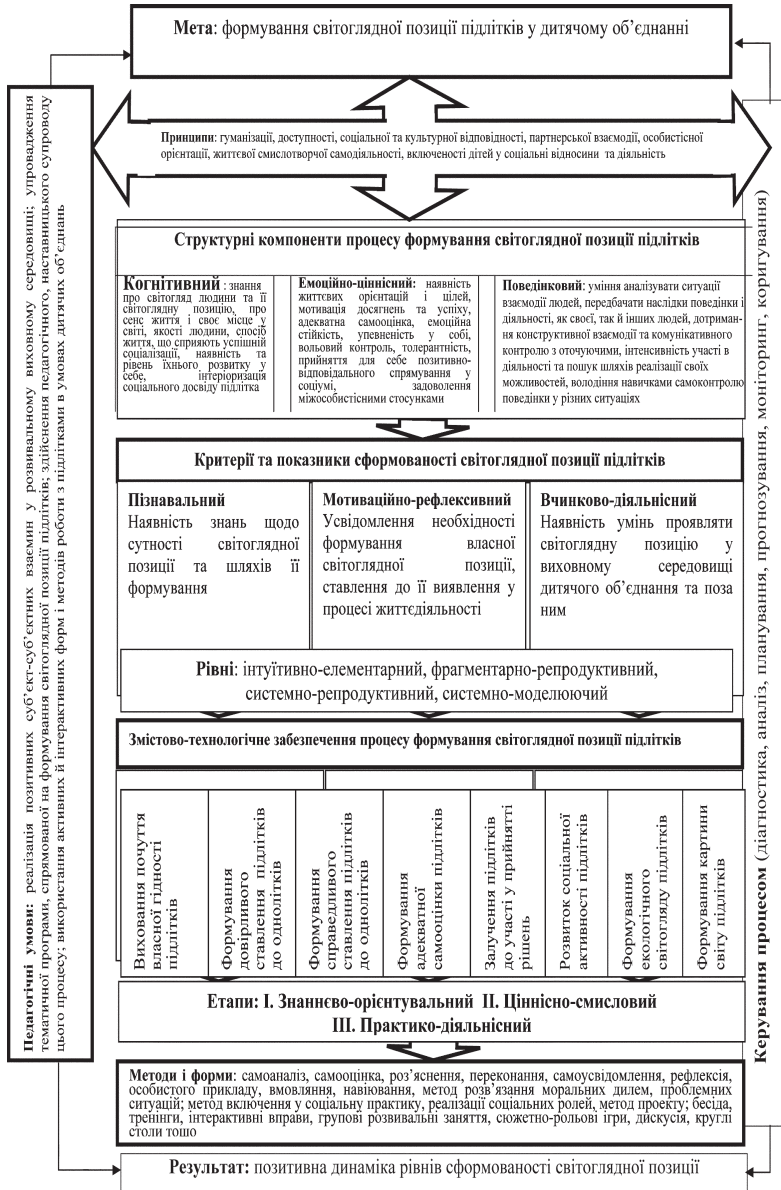 Мета: формування світоглядної позиції підлітків у дитячому об’єднанні
Принципи: гуманізації, доступності, соціальної та культурної відповідності, партнерської взаємодії, особистісної
орієнтації, життєвої смислотворчої самодіяльності, включеності дітей у соціальні відносини та діяльність
Педагогічні умови: реалізація позитивних суб’єкт-суб’єктних взаємин у розвивальному виховному середовищі; упровадження
тематичної програми, спрямованої на формування світоглядної позиції підлітків; здійснення педагогічного, наставницького супроводу
цього процесу; використання активних й інтерактивних форм і методів роботи з підлітками в умовах дитячих об’єднань
Структурні компоненти процесу формування світоглядної позиції підлітків
Когнітивний : знання
про світогляд людини та її
світоглядну позицію, про
сенс життя і своє місце у
світі, якості людини, спосіб
життя, що сприяють успішній
соціалізації, наявність та
рівень їхнього розвитку у
себе, інтеріоризація
соціального досвіду підлітка
Емоційно-ціннісний: наявність
життєвих орієнтацій і цілей,
мотивація досягнень та успіху,
адекватна самооцінка, емоційна
стійкість, упевненість у собі,
вольовий контроль, толерантність,
прийняття для себе позитивно-
відповідального спрямування у
соціумі, задоволення
міжособистісними стосунками
Поведінковий: уміння аналізувати ситуації
взаємодії людей, передбачати наслідки поведінки і
діяльності, як своєї, так й інших людей, дотриман-
ня конструктивної взаємодії та комунікативного
контролю з оточуючими, інтенсивність участі в
діяльності та пошук шляхів реалізації своїх
можливостей, володіння навичками самоконтролю
поведінки у різних ситуаціях
Критерії та показники сформованості світоглядної позиції підлітків
Пізнавальний
Наявність знань щодо
сутності світоглядної
позиції та шляхів її
формування
Мотиваційно-рефлексивний
Усвідомлення необхідності
формування власної
світоглядної позиції,
ставлення до її виявлення у
процесі життєдіяльності
Вчинково-діяльнісний
Наявність умінь проявляти
світоглядну позицію у
виховному середовищі
дитячого об’єднання та поза
ним
Рівні: інтуїтивно-елементарний, фрагментарно-репродуктивний,
системно-репродуктивний, системно-моделюючий
Змістово-технологічне забезпечення процесу формування світоглядної позиції підлітків
Виховання почуття
власної гідності
підлітків
Формування
довірливого
ставлення підлітків
до однолітків
Формування
справедливого
ставлення підлітків
до однолітків
Формування
адекватної
самооцінки підлітків
Залучення підлітків
до участі у прийнятті
рішень
Розвиток соціальної
активності підлітків
Формування
екологічного
світогляду підлітків
Формування картини
світу підлітків
Етапи: І. Знаннєво-орієнтувальний ІІ. Ціннісно-смисловий
ІІІ. Практико-діяльнісний
Методи і форми: самоаналіз, самооцінка, роз’яснення, переконання, самоусвідомлення, рефлексія,
особистого прикладу, вмовляння, навіювання, метод розв’язання моральних дилем, проблемних
ситуацій; метод включення у соціальну практику, реалізації соціальних ролей, метод проекту; бесіда,
тренінги, інтерактивні вправи, групові розвивальні заняття, сюжетно-рольові ігри, дискусія, круглі
столи тошо
Результат: позитивна динаміка рівнів сформованості світоглядної позиції
Керування процесом (діагностика, аналіз, планування, прогнозування, моніторинг, коригування)